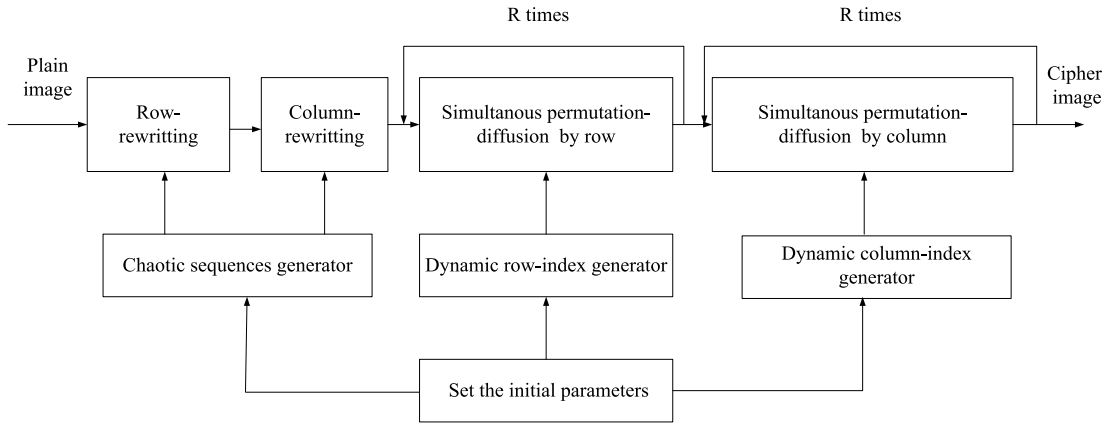 R times
R times
Plain
image
Row-
rewritting
Column-
rewritting
Simultanous permutation-
diffusion by row
Simultanous permutation-
diffusion by column
Cipher
image
Chaotic sequences generator
Dynamic row-index generator
Dynamic column-index
generator
Set the initial parameters